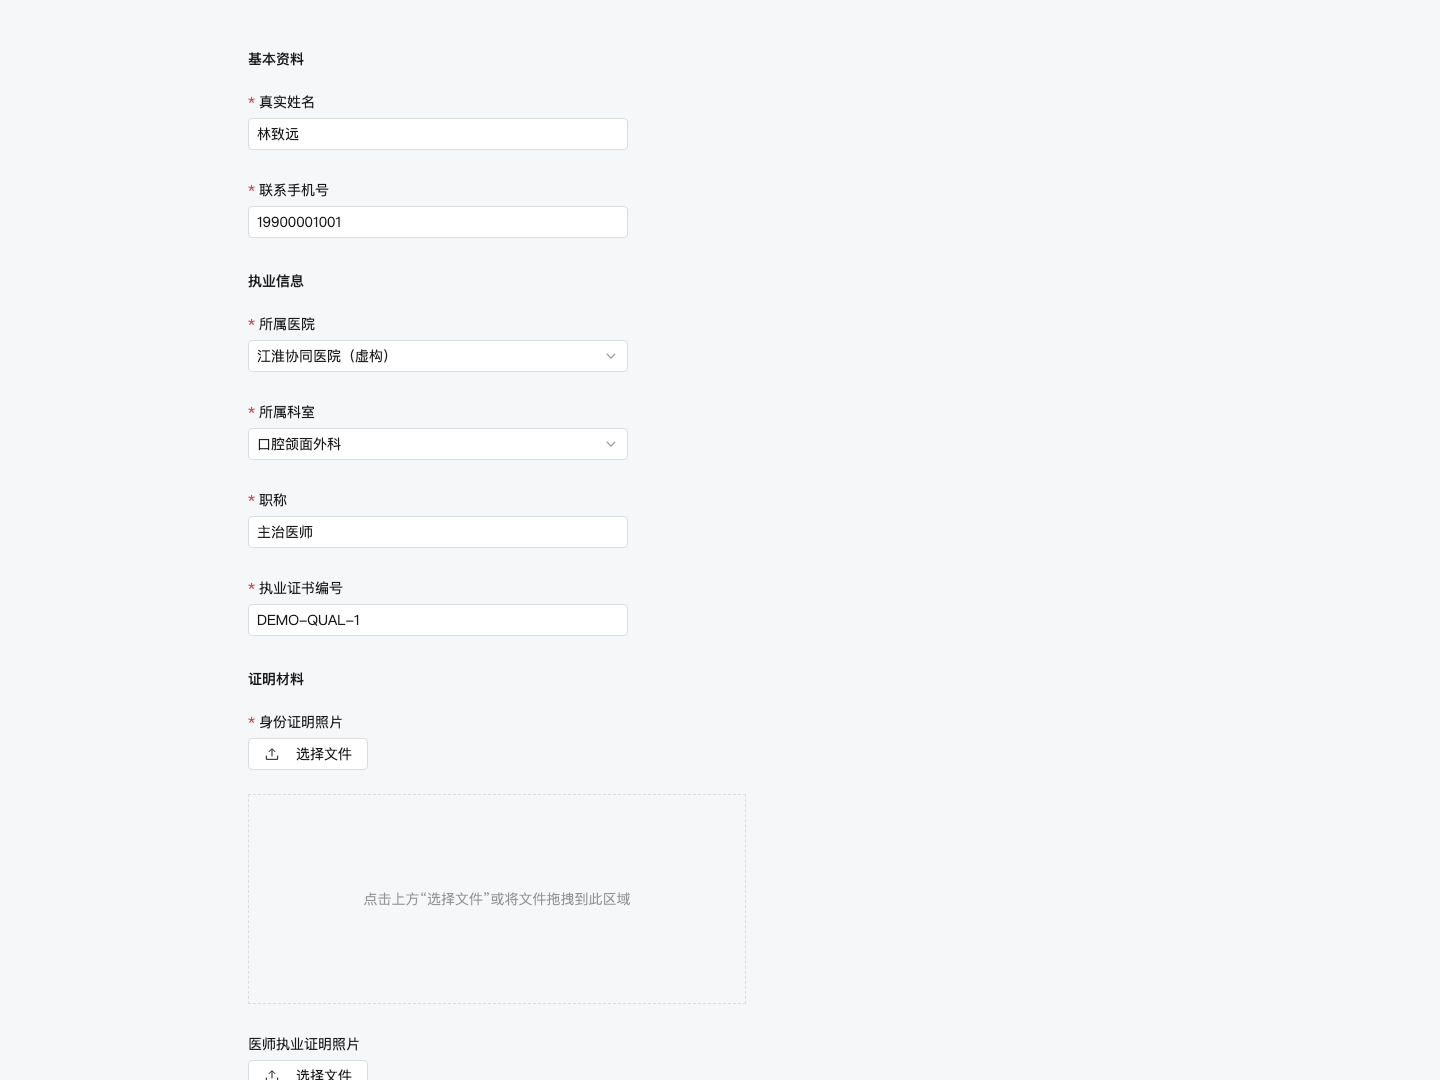 基本资料
* 真实姓名
林致远
* 联系手机号
19900001001
执业信息
* 所属医院
江淮协同医院（虚构）
* 所属科室
口腔颌面外科
* 职称
主治医师
* 执业证书编号
DEMO-QUAL-1
证明材料
* 身份证明照片
选择文件
点击上方“选择文件”或将文件拖拽到此区域
医师执业证明照片
选择文件